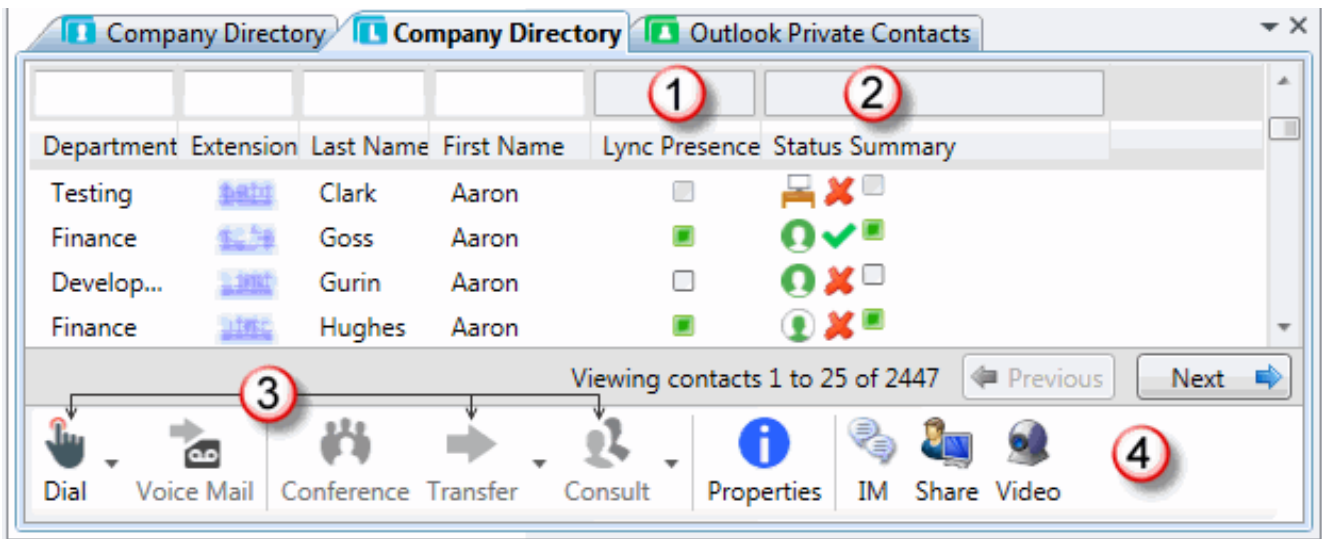 Company Directory L Company Directory Outlook Private Contacts
1 2
Department Extension Last Name First Name Lync Presence Status Summary
Testing Clark Aaron
Finance Goss Aaron
Develop... Gurin Aaron
Finance Hughes Aaron
Viewing contacts 1 to 25 of 2447 Previous Next
3
4
Dial Voice Mail Conference Transfer Consult Properties IM Share Video